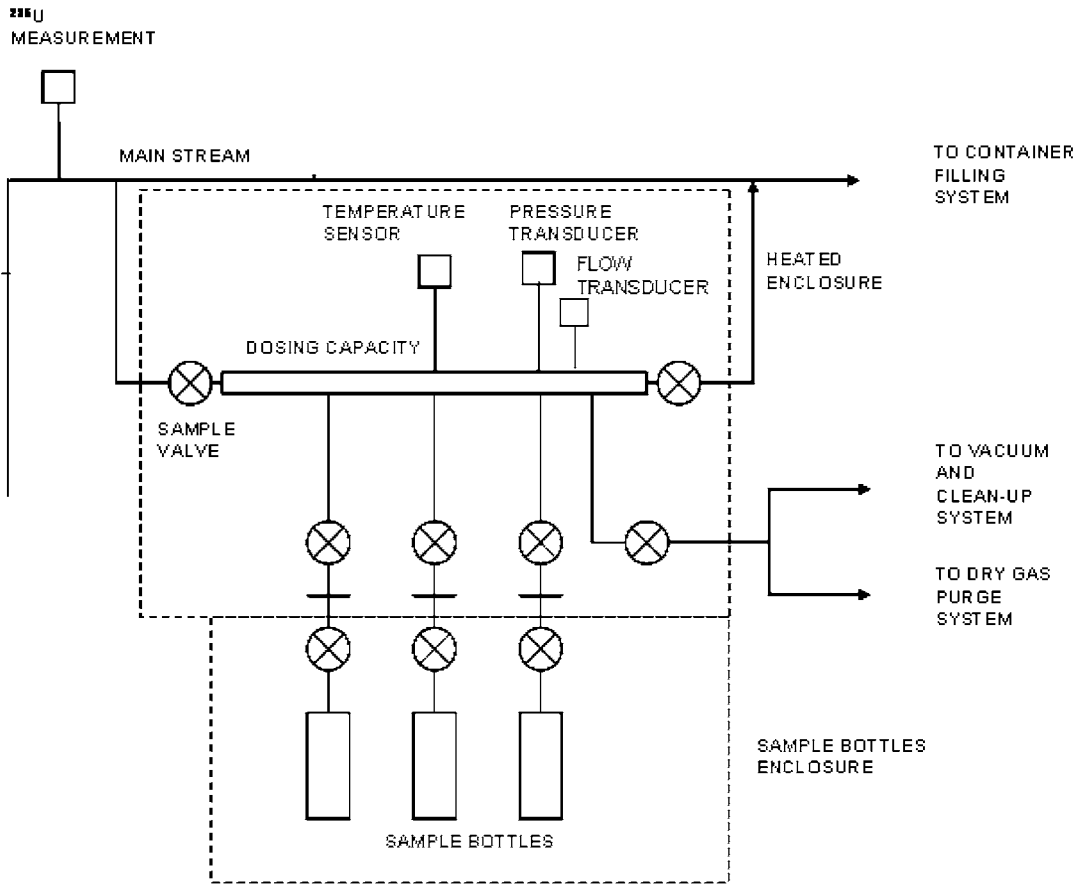 235U
MEASUREMENT
MAIN STREAM
TO CONTAINER
FILLING
SYSTEM
TEMPERATURE
SENSOR
PRESSURE
TRANSDUCER
FLOW
TRANSDUCER
HEATED
ENCLOSURE
DOSING CAPACITY
SAMPLE
VALVE
TO VACUUM
AND
CLEAN-UP
SYSTEM
TO DRY GAS
PURGE
SYSTEM
SAMPLE BOTTLES
ENCLOSURE
SAMPLE BOTTLES